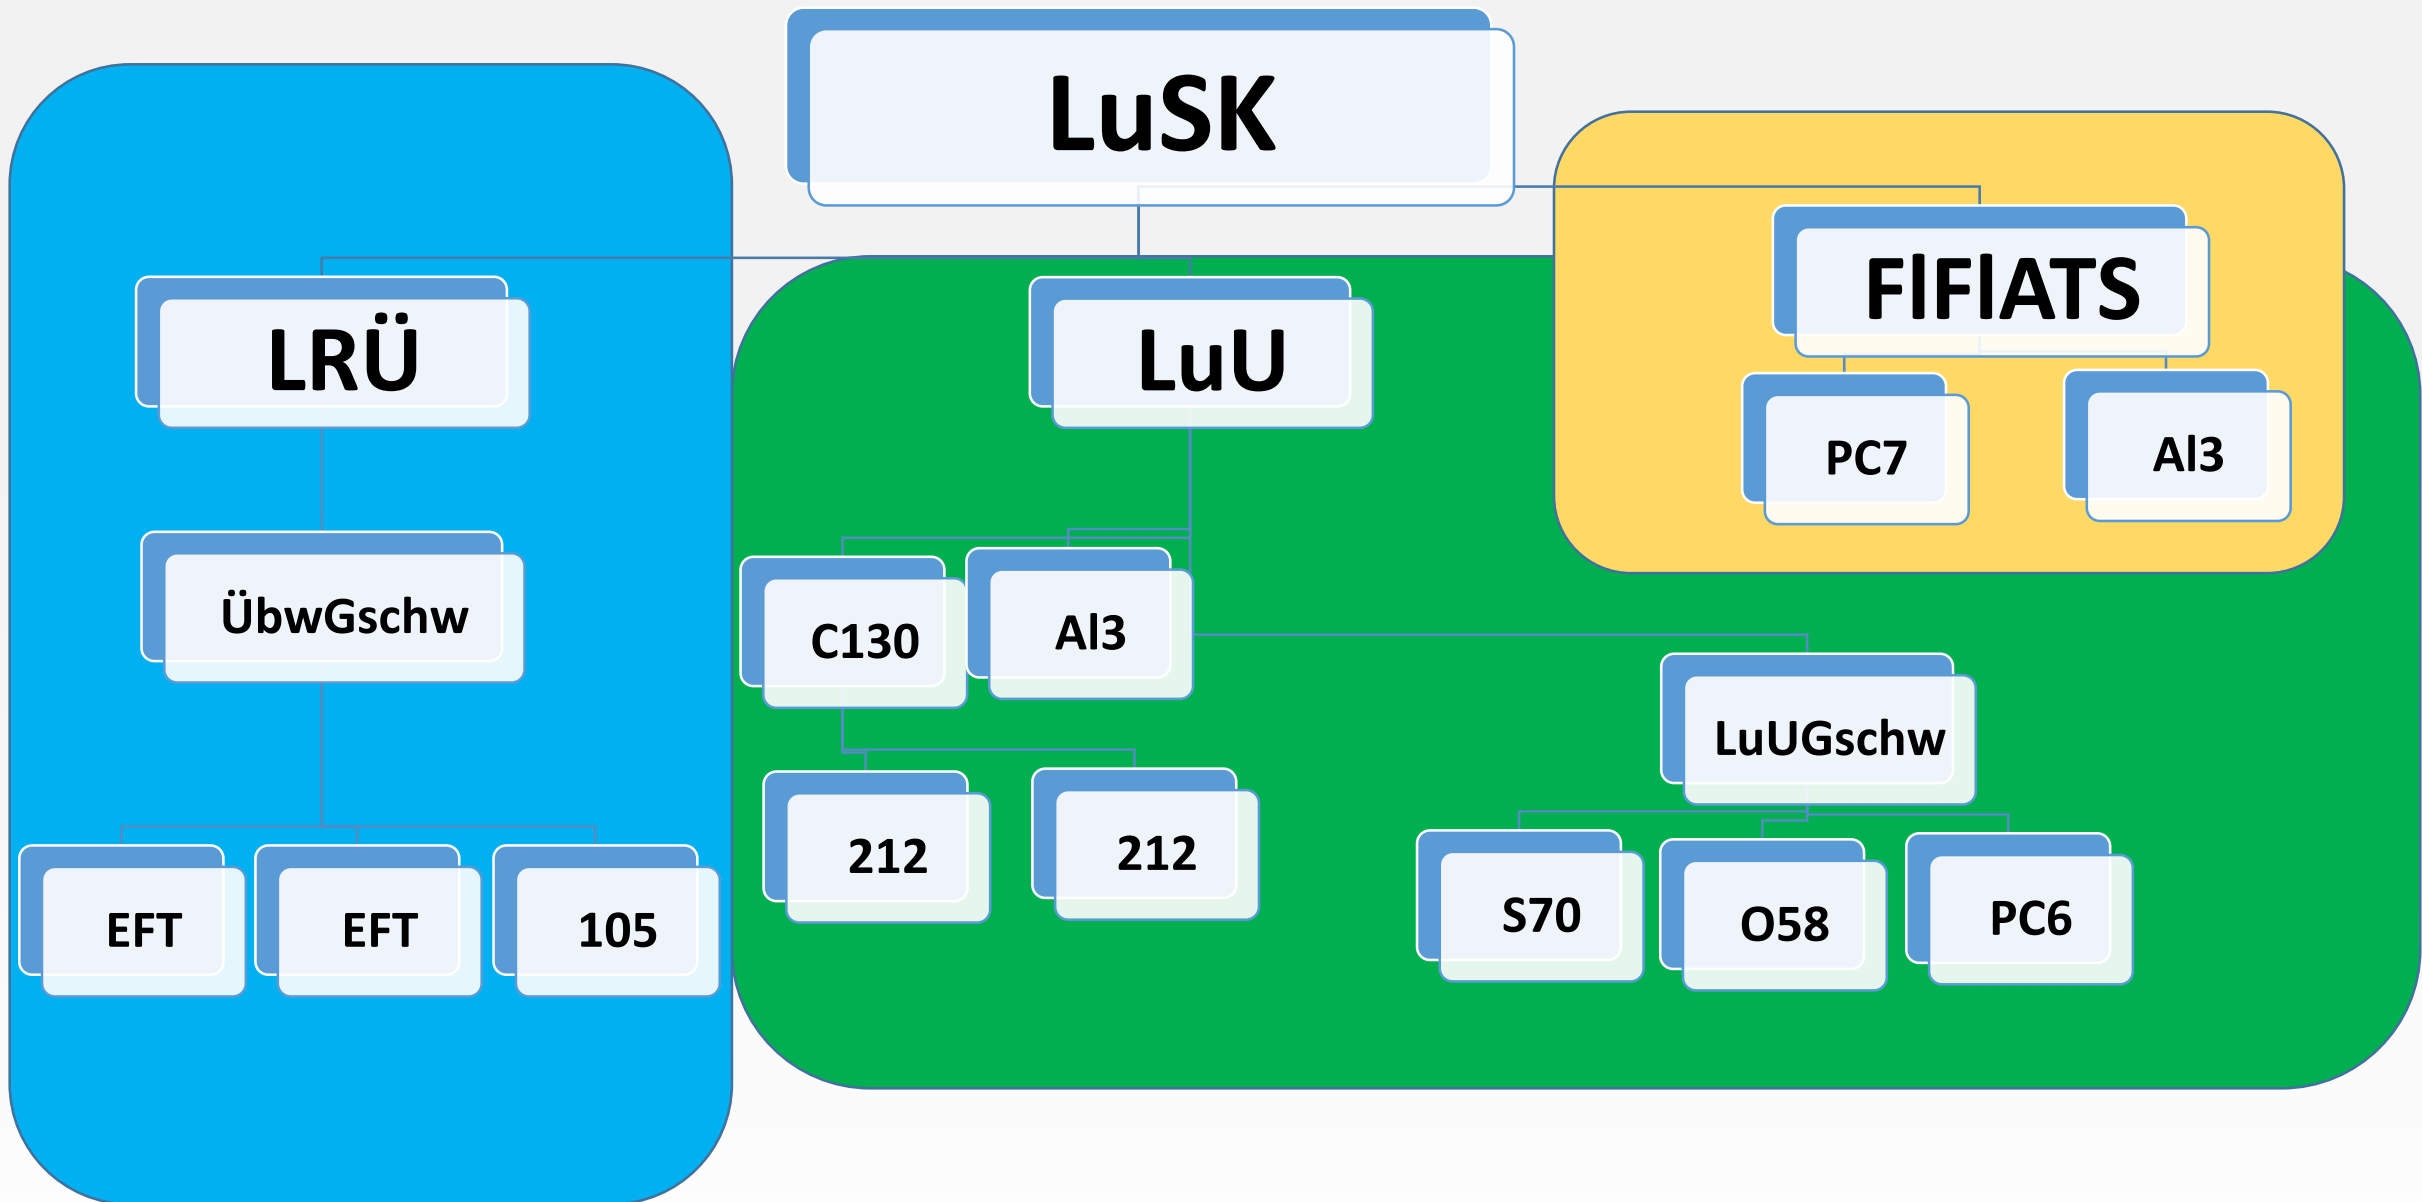 LuSK
LRÜ
LuU
FlFlATS
PC7
Al3
ÜbwGschw
C130
Al3
LuUGschw
EFT
EFT
105
212
212
S70
O58
PC6